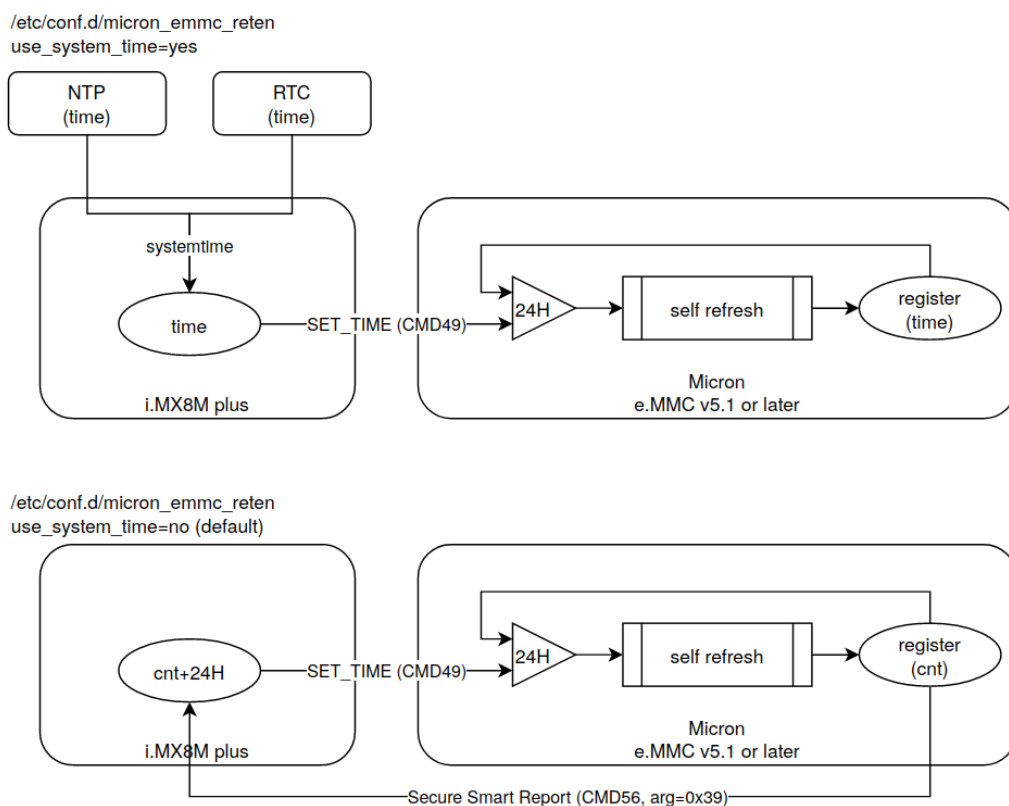 /etc/conf.d/micron_emmc_reten
use_system_time=yes
NTP
(time)
RTC
(time)
systemtime
time
SET_TIME (CMD49)
24H
self refresh
register
(time)
i.MX8M plus
Micron
e.MMC v5.1 or later
/etc/conf.d/micron_emmc_reten
use_system_time=no (default)
cnt+24H
SET_TIME (CMD49)
24H
self refresh
register
(cnt)
i.MX8M plus
Micron
e.MMC v5.1 or later
Secure Smart Report (CMD56, arg=0x39)